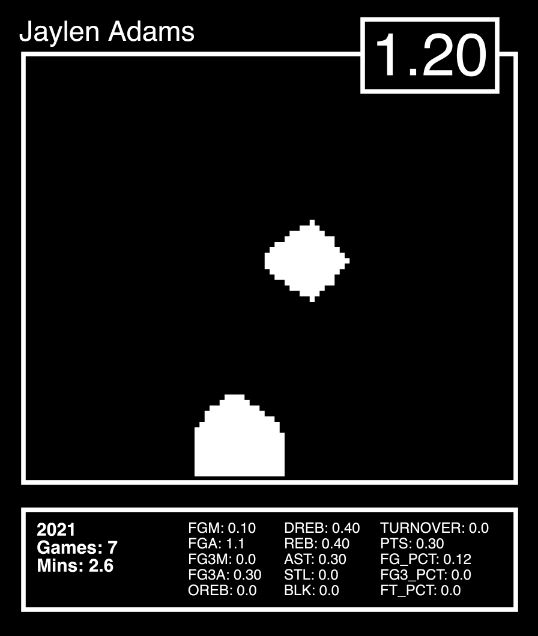 Jaylen Adams
1.20
2021
Games: 7
Mins: 2.6
FGM: 0.10
FGA: 1.1
FG3M: 0.0
FG3A: 0.30
OREB: 0.0
DREB: 0.40
REB: 0.40
AST: 0.30
STL: 0.0
BLK: 0.0
TURNOVER: 0.0
PTS: 0.30
FG_PCT: 0.12
FG3_PCT: 0.0
FT_PCT: 0.0